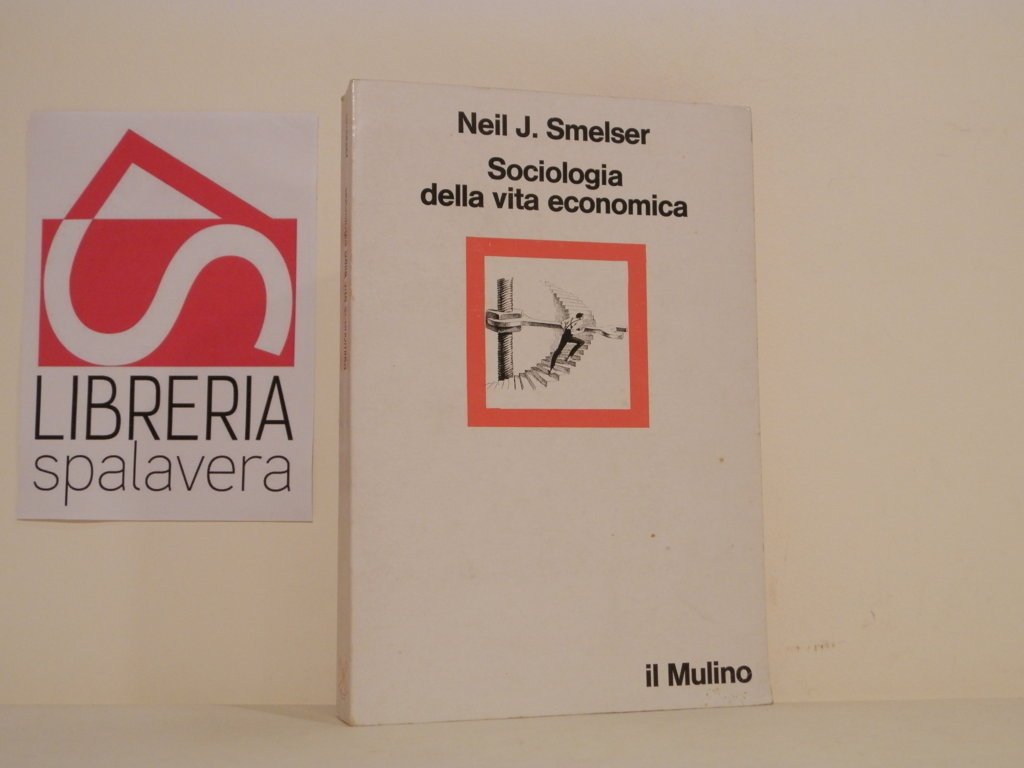 LIBRERIA
spalavera
Neil J. Smelser
Sociologia
della vita economica
il Mulino